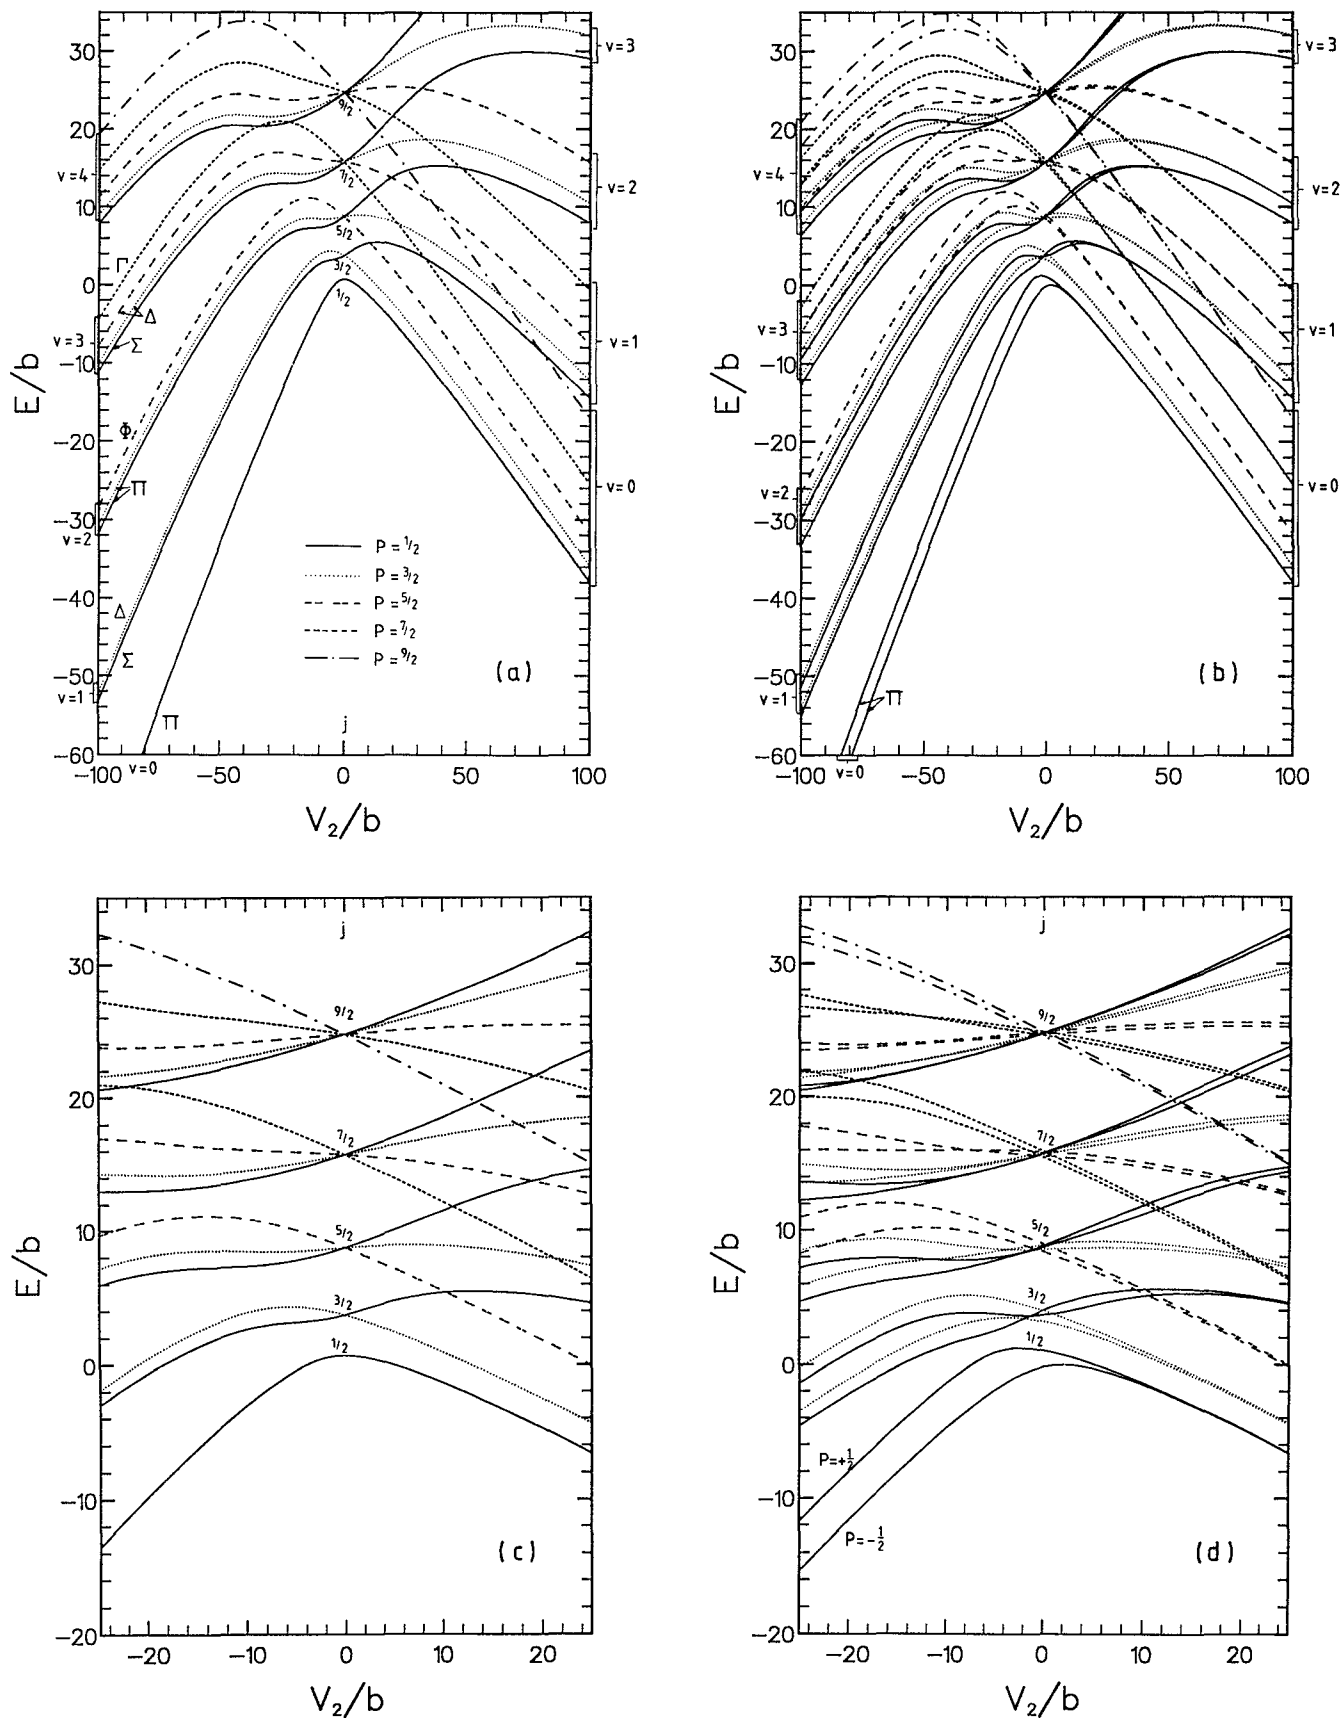 30
20
10
0
−10
−20
−30
−40
−50
−60
E/b
v=4
v=3
v=2
v=1
v=0
Γ
Δ
Σ
Φ
Π
Δ
Σ
Π
9/2
7/2
5/2
3/2
1/2
P = 1/2
P = 3/2
P = 5/2
P = 7/2
P = 9/2
(a)
j
v=3
v=2
v=1
v=0
−100 −50 0 50 100
V₂/b
30
20
10
0
−10
−20
−30
−40
−50
−60
E/b
v=4
v=3
v=2
v=1
v=0
Π
(b)
v=3
v=2
v=1
v=0
−100 −50 0 50 100
V₂/b
j
30
20
10
0
−10
−20
E/b
9/2
7/2
5/2
3/2
1/2
(c)
−20 −10 0 10 20
V₂/b
j
30
20
10
0
−10
−20
E/b
9/2
7/2
5/2
3/2
1/2
P=+½
P=−½
(d)
−20 −10 0 10 20
V₂/b